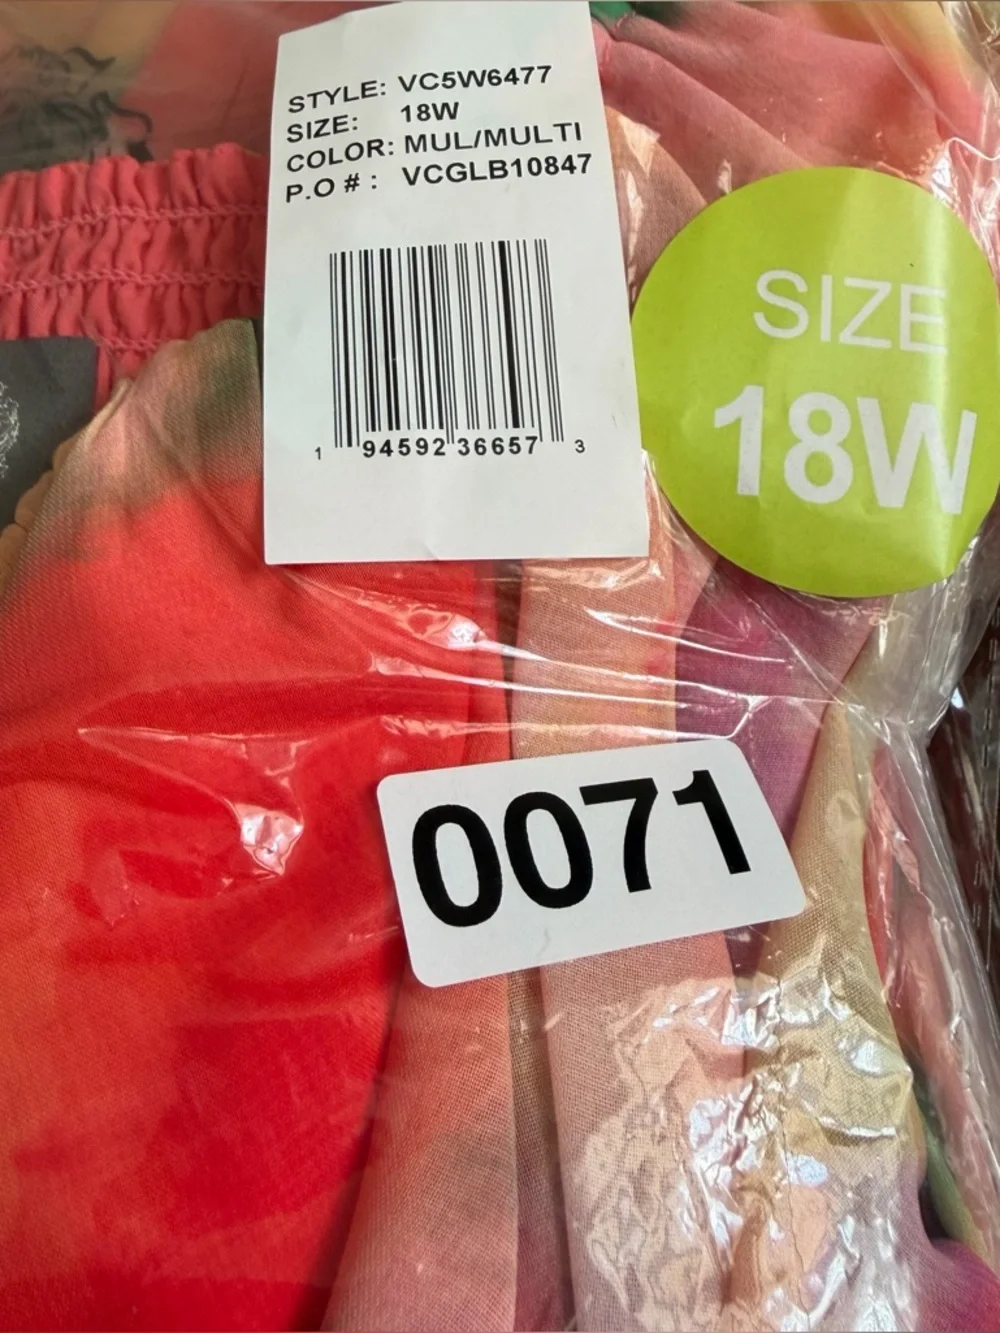 STYLE: VC5W6477
SIZE: 18W
COLOR: MUL/MULTI
P.O # : VCGLB10847
1 94592 36657 3
SIZE
18W
0071